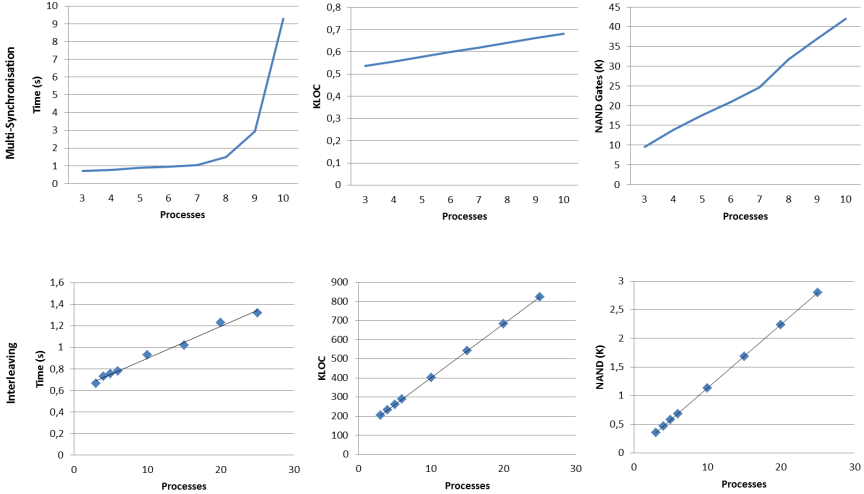 Multi-Synchronisation
Time (s)
10
9
8
7
6
5
4
3
2
1
0
3 4 5 6 7 8 9 10
Processes
KLOC
0,8
0,7
0,6
0,5
0,4
0,3
0,2
0,1
0
3 4 5 6 7 8 9 10
Processes
NAND Gates (K)
45
40
35
30
25
20
15
10
5
0
3 4 5 6 7 8 9 10
Processes
Interleaving
Time (s)
1,6
1,4
1,2
1
0,8
0,6
0,4
0,2
0
0 10 20 30
Processes
KLOC
900
800
700
600
500
400
300
200
100
0
0 10 20 30
Processes
NAND (K)
3
2,5
2
1,5
1
0,5
0
0 10 20 30
Processes